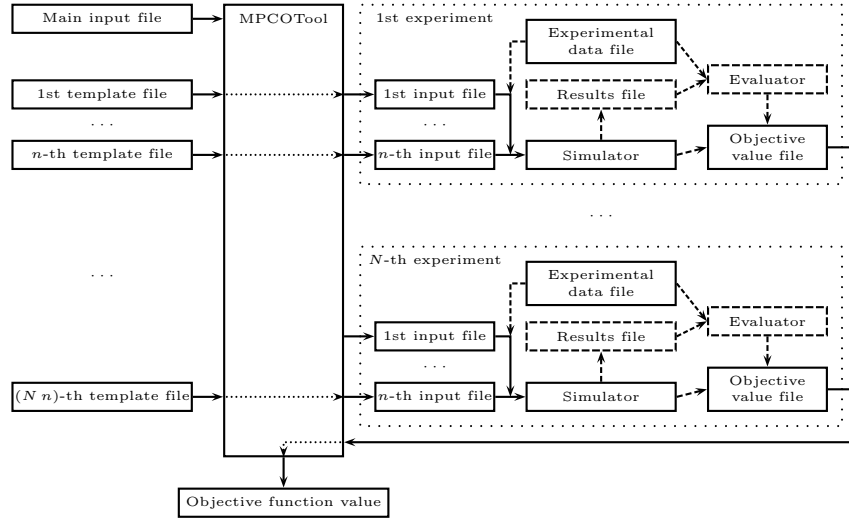 Main input file
MPCOTool
1st experiment
Experimental
data file
1st template file
1st input file
Results file
Evaluator
. . .
. . .
n-th template file
n-th input file
Simulator
Objective
value file
. . .
. . .
N-th experiment
Experimental
data file
1st input file
Results file
Evaluator
. . .
(N n)-th template file
n-th input file
Simulator
Objective
value file
Objective function value